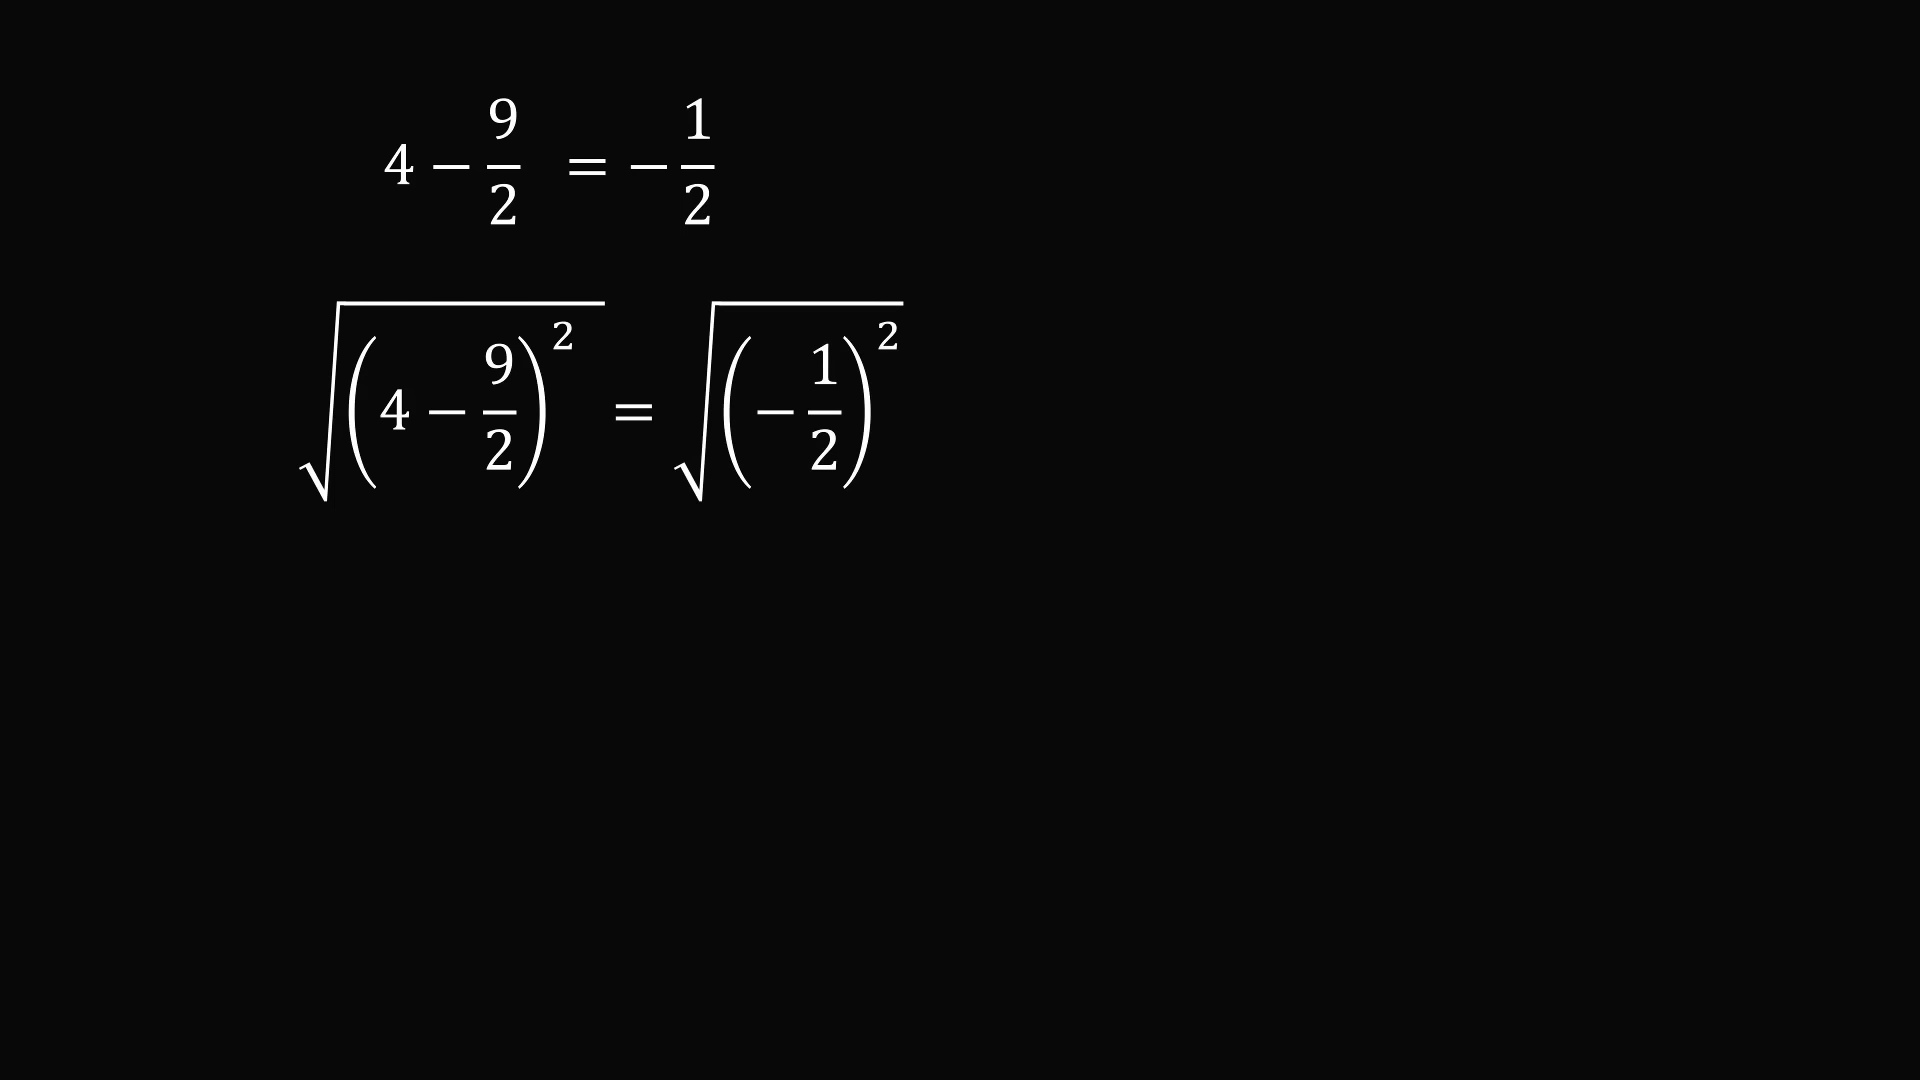 4 − 9/2 = − 1/2
√(4 − 9/2)² = √(− 1/2)²